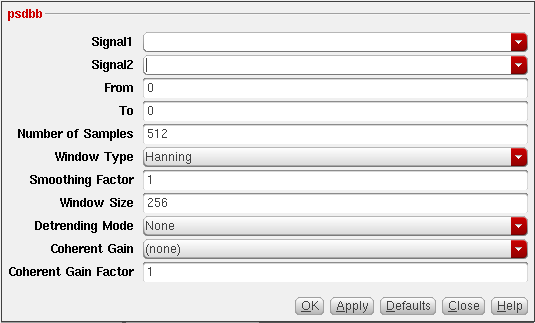 psdbb
Signal1
Signal2
From 0
To 0
Number of Samples 512
Window Type Hanning
Smoothing Factor 1
Window Size 256
Detrending Mode None
Coherent Gain (none)
Coherent Gain Factor 1
OK Apply Defaults Close Help